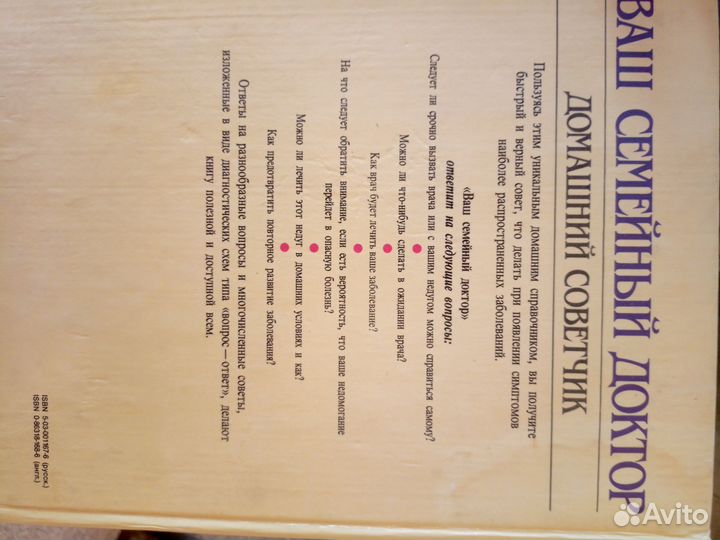 ВАШ СЕМЕЙНЫЙ ДОКТОР
ДОМАШНИЙ СОВЕТЧИК
Пользуясь этим уникальным домашним справочником, вы получите
быстрый и верный совет, что делать при появлении симптомов
наиболее распространенных заболеваний.
«Ваш семейный доктор»
ответит на следующие вопросы:
Следует ли срочно вызвать врача или с вашим недугом можно справиться самому?
Можно ли что-нибудь сделать в ожидании врача?
Как врач будет лечить ваше заболевание?
На что следует обратить внимание, если есть вероятность, что ваше недомогание
перейдет в опасную болезнь?
Можно ли лечить этот недуг в домашних условиях и как?
Как предотвратить повторное развитие заболевания?
Ответы на разнообразные вопросы и многочисленные советы,
изложенные в виде диагностических схем типа «вопрос — ответ», делают
книгу полезной и доступной всем.
ISBN 5-03-001167-6 (русск.)
ISBN 0-86318-168-6 (англ.)
Avito